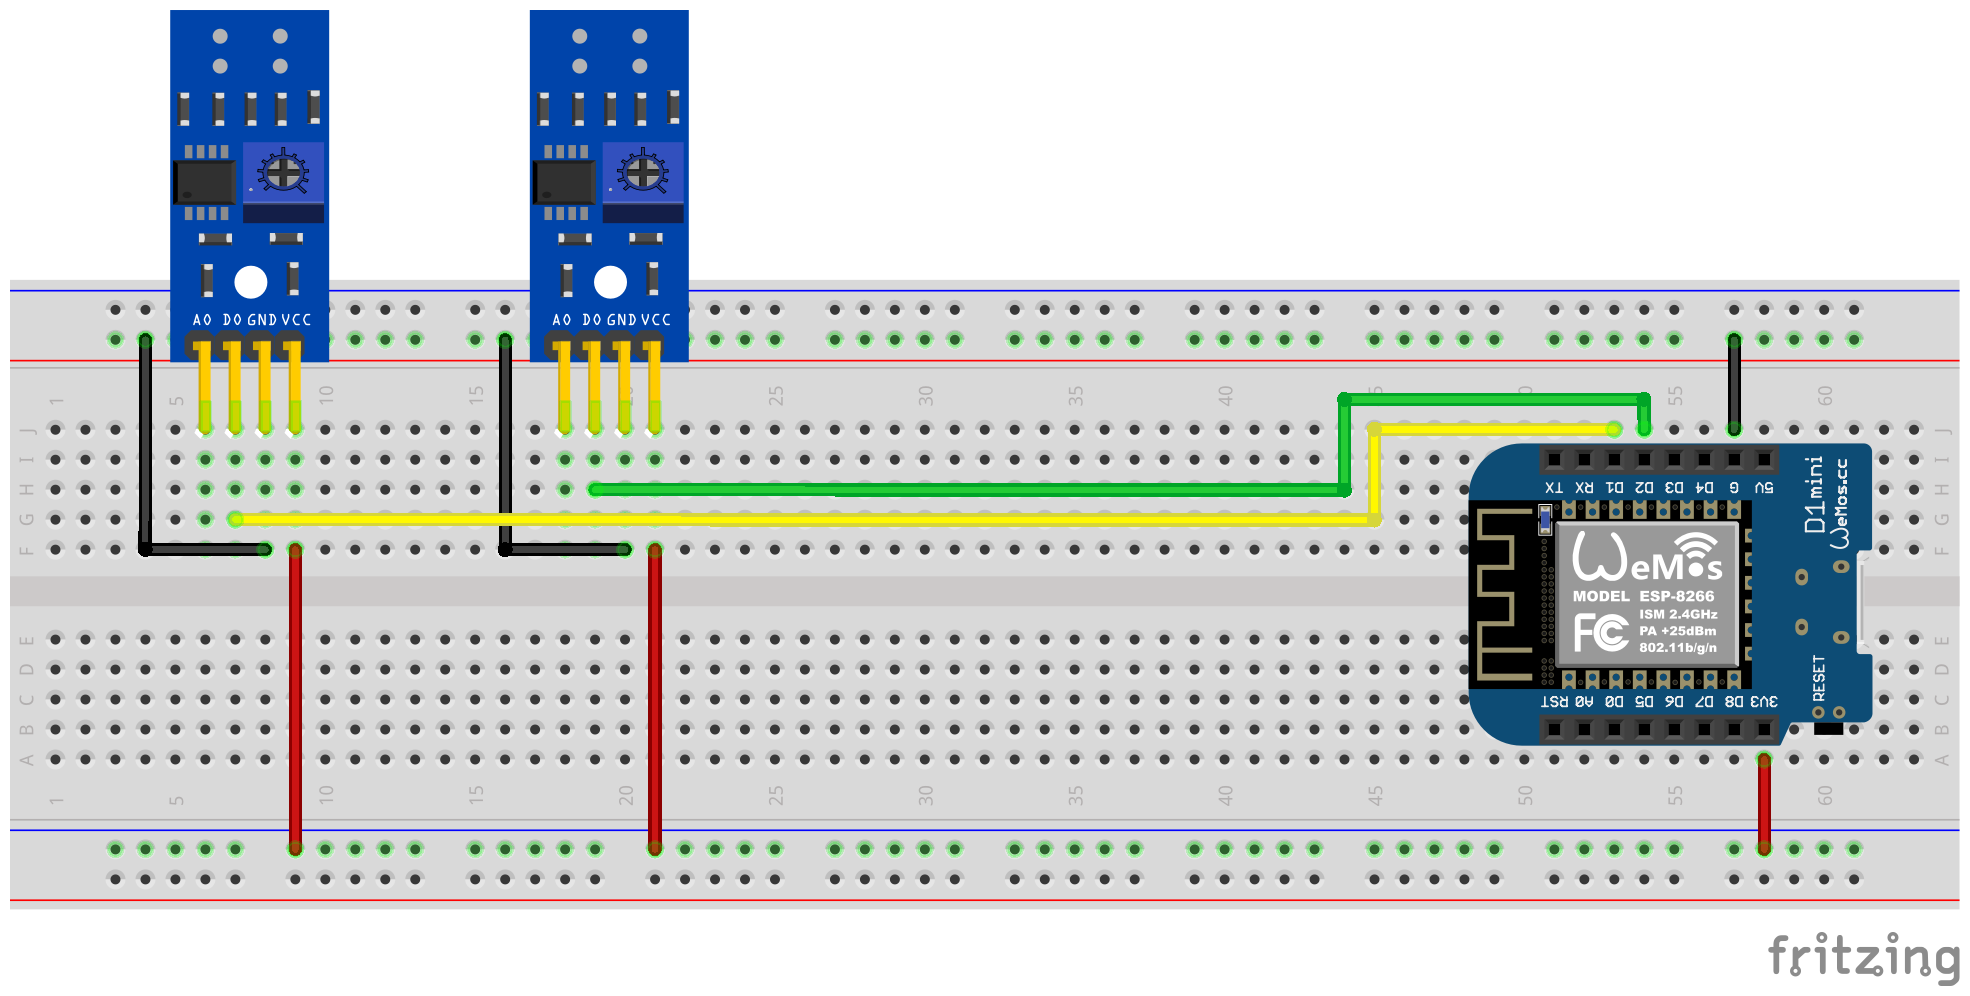 A0 D0 GND VCC
A0 D0 GND VCC
1 5 10 15 20 25 30 35 40 45 50 55 60
J J
I I
H H
G G
F F
TX RX D1 D2 D3 D4 G 5V
D1 mini
WeMos.cc
WeMos
MODEL ESP-8266
ISM 2.4GHz
PA +25dBm
802.11b/g/n
FC
RST A0 D0 D5 D6 D7 D8 3V3
RESET
E E
D D
C C
B B
A A
1 5 10 15 20 25 30 35 40 45 50 55 60
fritzing